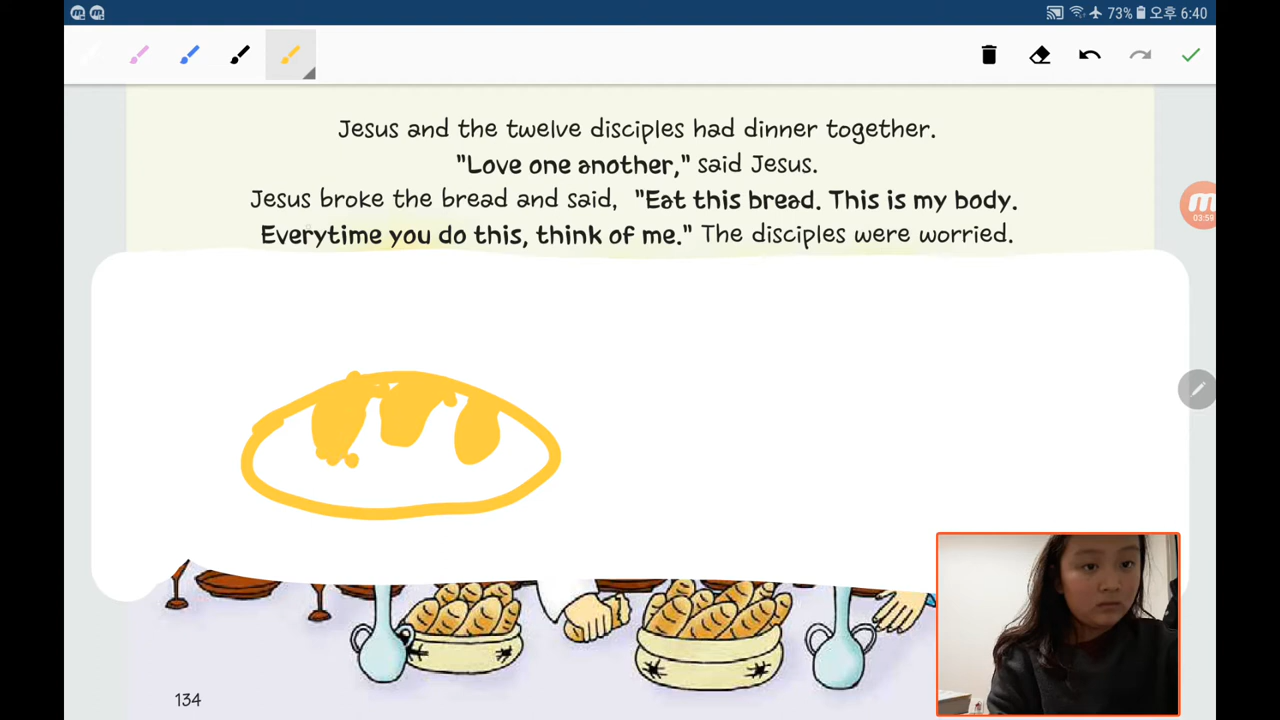 73% 오후 6:40
Jesus and the twelve disciples had dinner together.
"Love one another," said Jesus.
Jesus broke the bread and said, "Eat this bread. This is my body.
Everytime you do this, think of me." The disciples were worried.
m
03:59
134